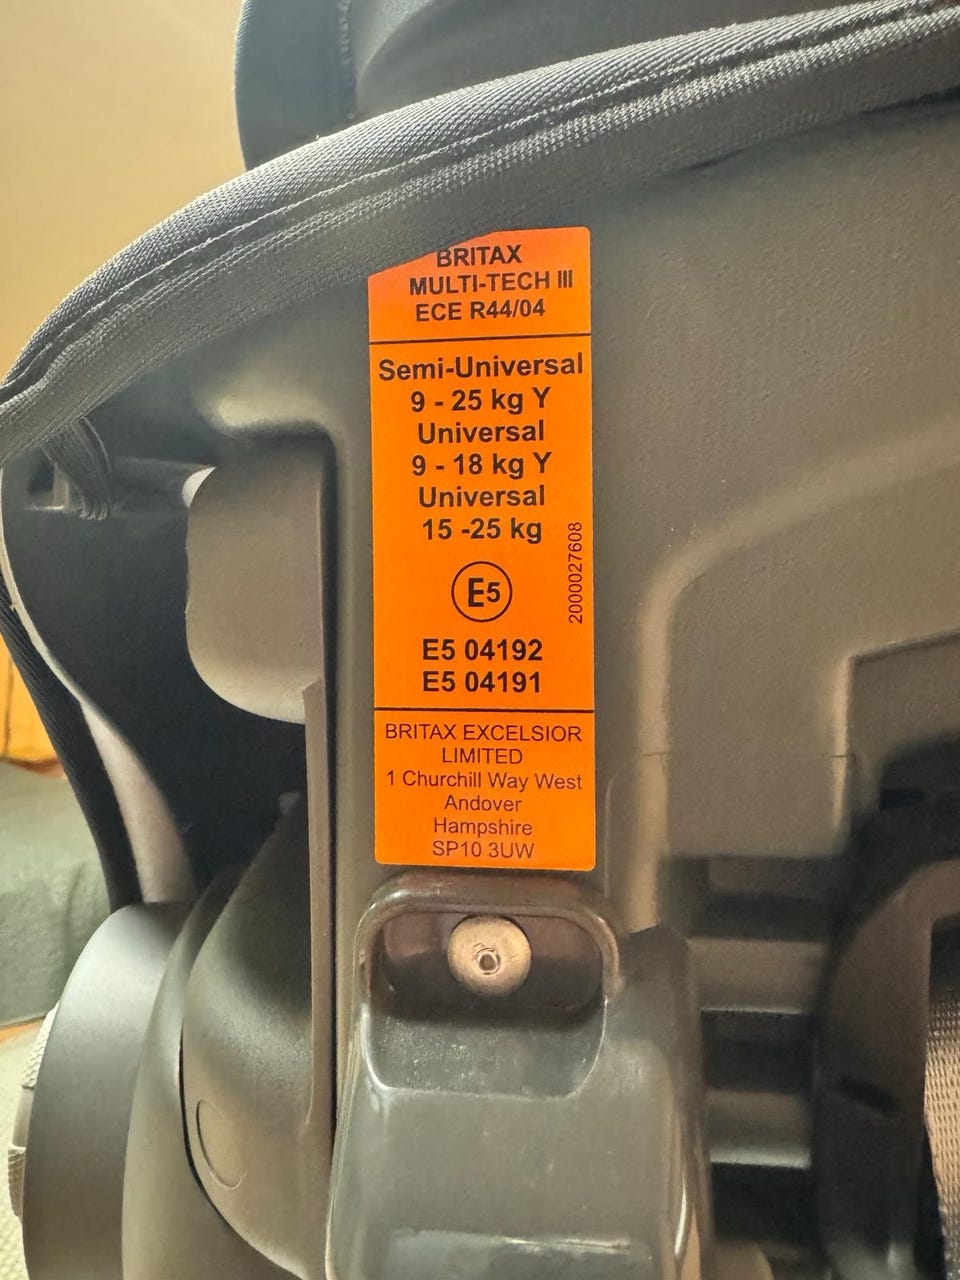 BRITAX
MULTI-TECH III
ECE R44/04
Semi-Universal
9 - 25 kg Y
Universal
9 - 18 kg Y
Universal
15 -25 kg
2000027608
E5
E5 04192
E5 04191
BRITAX EXCELSIOR
LIMITED
1 Churchill Way West
Andover
Hampshire
SP10 3UW